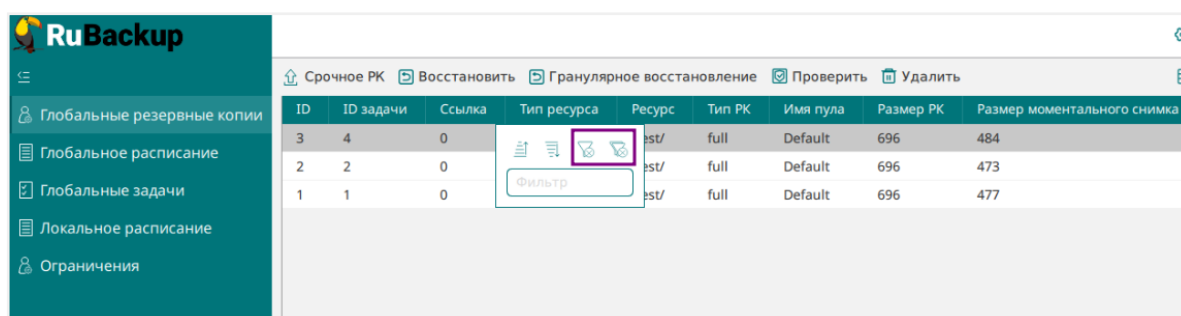 RuBackup
Срочное РК Восстановить Гранулярное восстановление Проверить Удалить
Глобальные резервные копии
Глобальное расписание
Глобальные задачи
Локальное расписание
Ограничения
ID ID задачи Ссылка Тип ресурса Ресурс Тип РК Имя пула Размер РК Размер моментального снимка
3 4 0 full Default 696 484
2 2 0 full Default 696 473
1 1 0 full Default 696 477
Фильтр